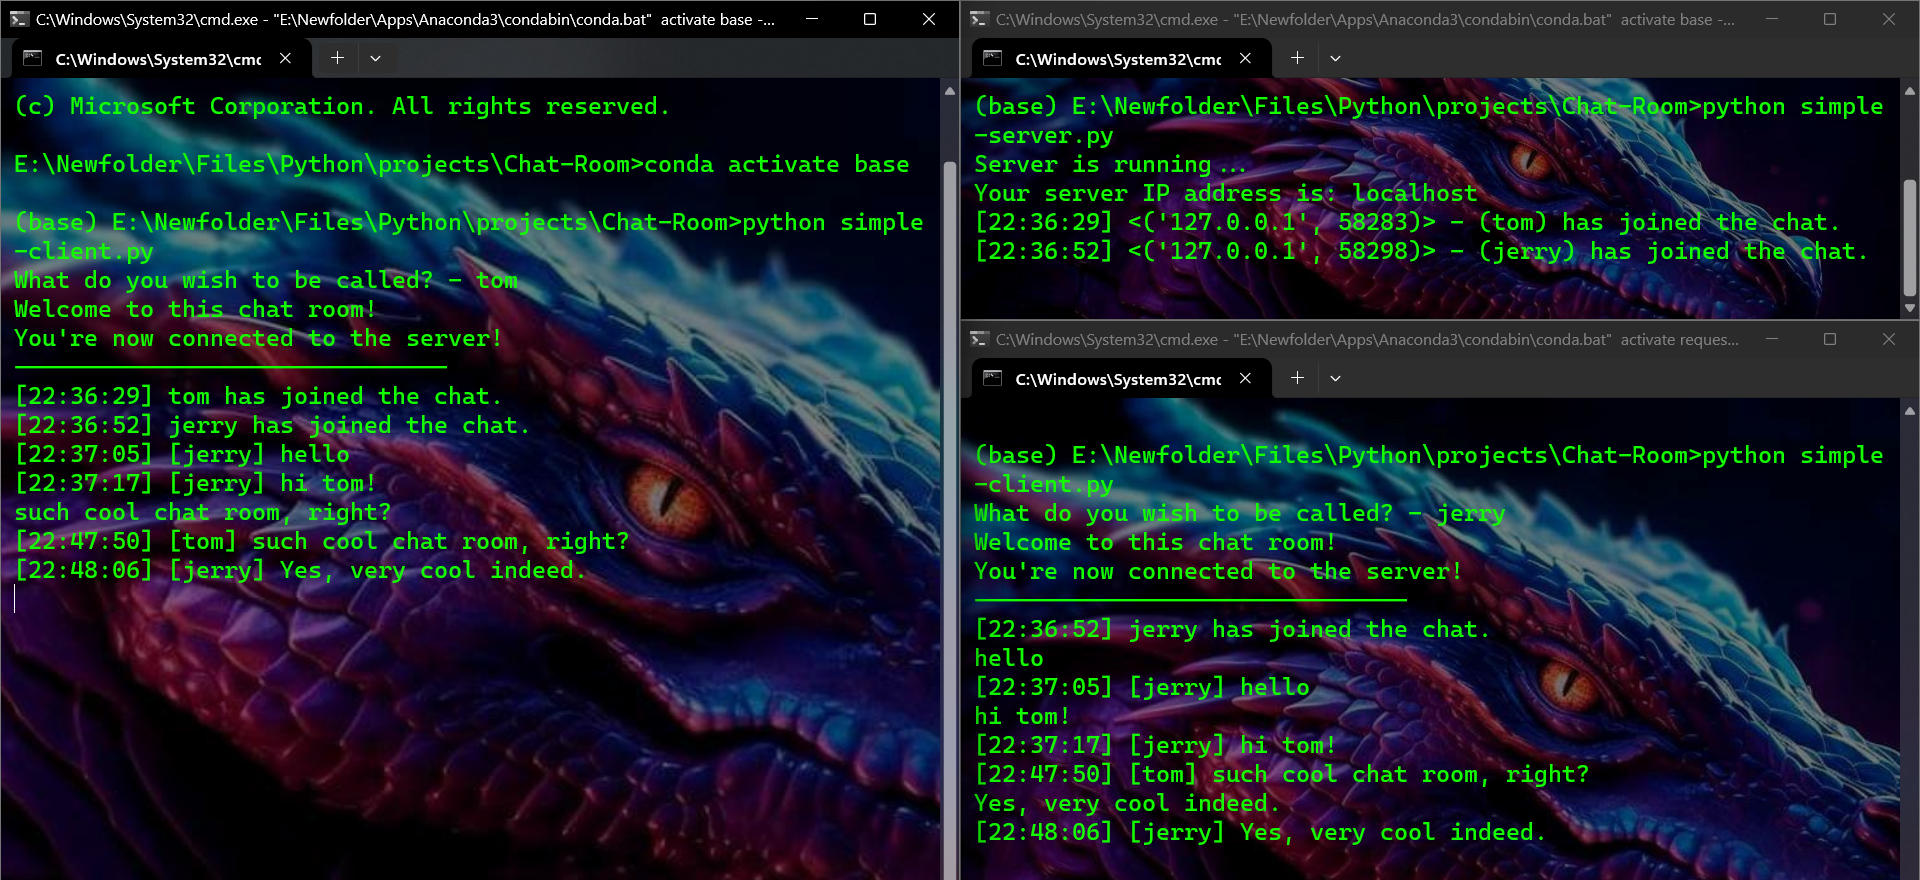 C:\Windows\System32\cmd.exe - "E:\Newfolder\Apps\Anaconda3\condabin\conda.bat" activate base -...
C:\Windows\System32\cmd
(c) Microsoft Corporation. All rights reserved.
E:\Newfolder\Files\Python\projects\Chat-Room>conda activate base
(base) E:\Newfolder\Files\Python\projects\Chat-Room>python simple
-client.py
What do you wish to be called? - tom
Welcome to this chat room!
You're now connected to the server!
[22:36:29] tom has joined the chat.
[22:36:52] jerry has joined the chat.
[22:37:05] [jerry] hello
[22:37:17] [jerry] hi tom!
such cool chat room, right?
[22:47:50] [tom] such cool chat room, right?
[22:48:06] [jerry] Yes, very cool indeed.
C:\Windows\System32\cmd.exe - "E:\Newfolder\Apps\Anaconda3\condabin\conda.bat" activate base -...
C:\Windows\System32\cmd
(base) E:\Newfolder\Files\Python\projects\Chat-Room>python simple
-server.py
Server is running...
Your server IP address is: localhost
[22:36:29] <('127.0.0.1', 58283)> - (tom) has joined the chat.
[22:36:52] <('127.0.0.1', 58298)> - (jerry) has joined the chat.
C:\Windows\System32\cmd.exe - "E:\Newfolder\Apps\Anaconda3\condabin\conda.bat" activate reques...
C:\Windows\System32\cmd
(base) E:\Newfolder\Files\Python\projects\Chat-Room>python simple
-client.py
What do you wish to be called? - jerry
Welcome to this chat room!
You're now connected to the server!
[22:36:52] jerry has joined the chat.
hello
[22:37:05] [jerry] hello
hi tom!
[22:37:17] [jerry] hi tom!
[22:47:50] [tom] such cool chat room, right?
Yes, very cool indeed.
[22:48:06] [jerry] Yes, very cool indeed.